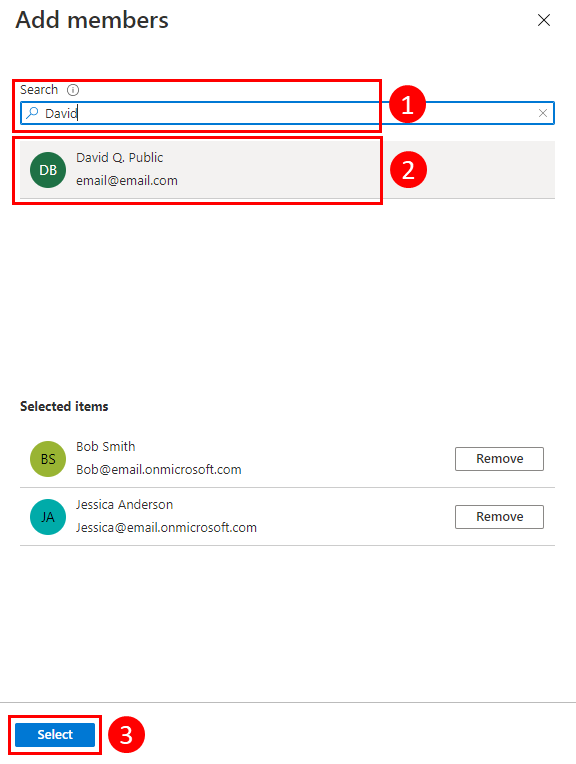 Add members
Search
David
1
DB
David Q. Public
email@email.com
2
Selected items
BS
Bob Smith
Bob@email.onmicrosoft.com
Remove
JA
Jessica Anderson
Jessica@email.onmicrosoft.com
Remove
Select
3